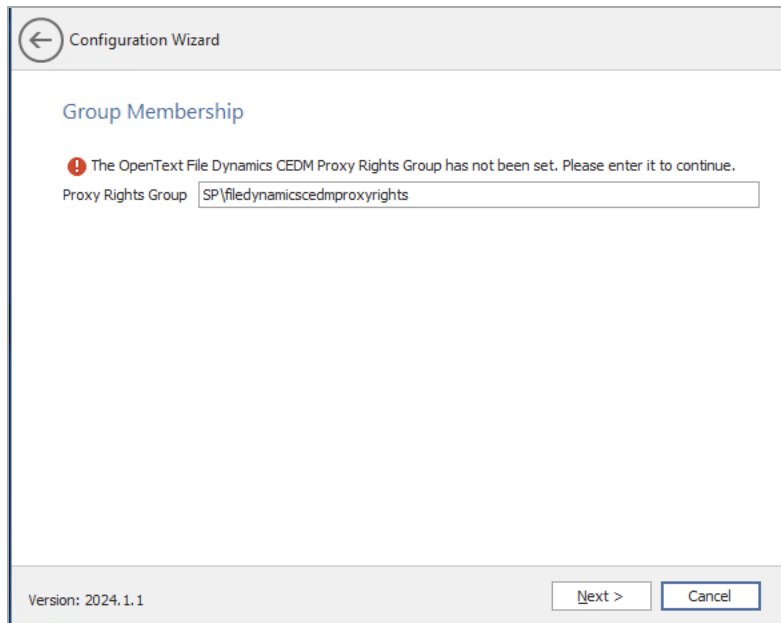 Configuration Wizard
Group Membership
The OpenText File Dynamics CEDM Proxy Rights Group has not been set. Please enter it to continue.
Proxy Rights Group SP\filedynamicscedmproxyrights
Version: 2024.1.1 Next > Cancel